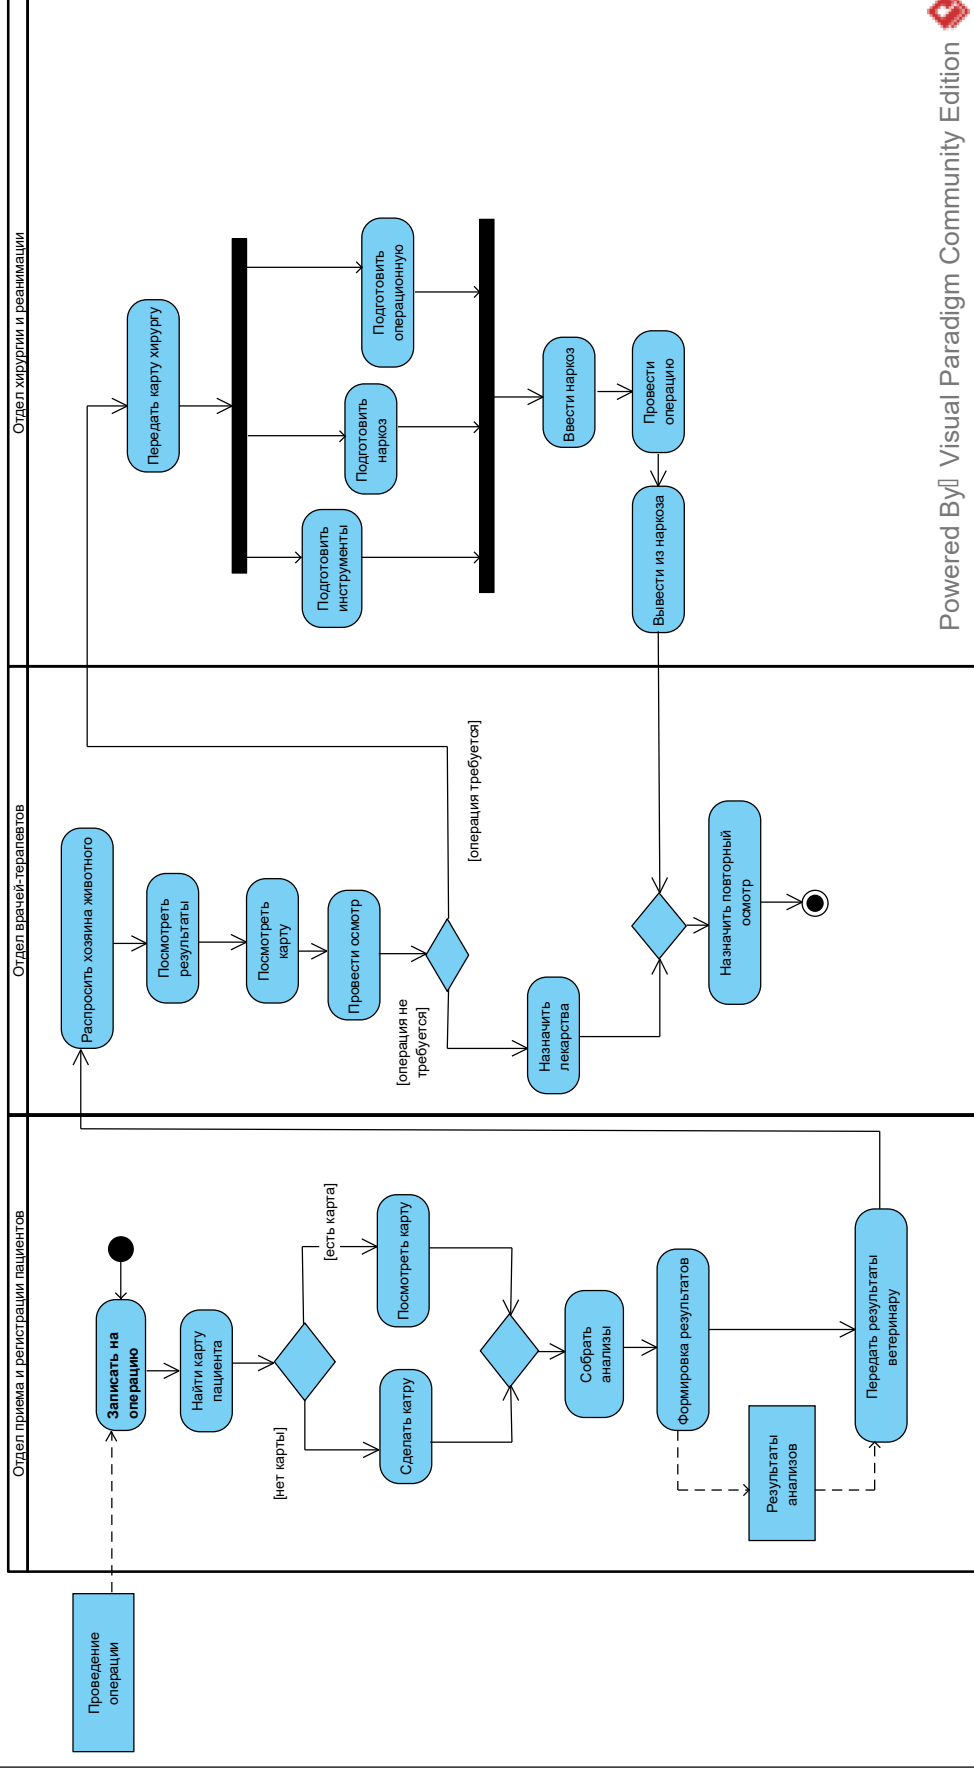 Отдел приема и регистрации пациентов
Отдел врачей-терапевтов
Отдел хирургии и реанимации
Проведение
операции
Записать на
операцию
Найти карту
пациента
[нет карты]
[есть карта]
Сделать катру
Посмотреть карту
Собрать
анализы
Формировка результатов
Результаты
анализов
Передать результаты
ветеринару
Распросить хозяина животного
Посмотреть
результаты
Посмотреть
карту
Провести осмотр
[операция не
требуется]
[операция требуется]
Назначить
лекарства
Назначить повторный
осмотр
Передать карту хирургу
Подготовить
инструменты
Подготовить
наркоз
Подготовить
операционную
Ввести наркоз
Провести
операцию
Вывести из наркоза
Powered By Visual Paradigm Community Edition